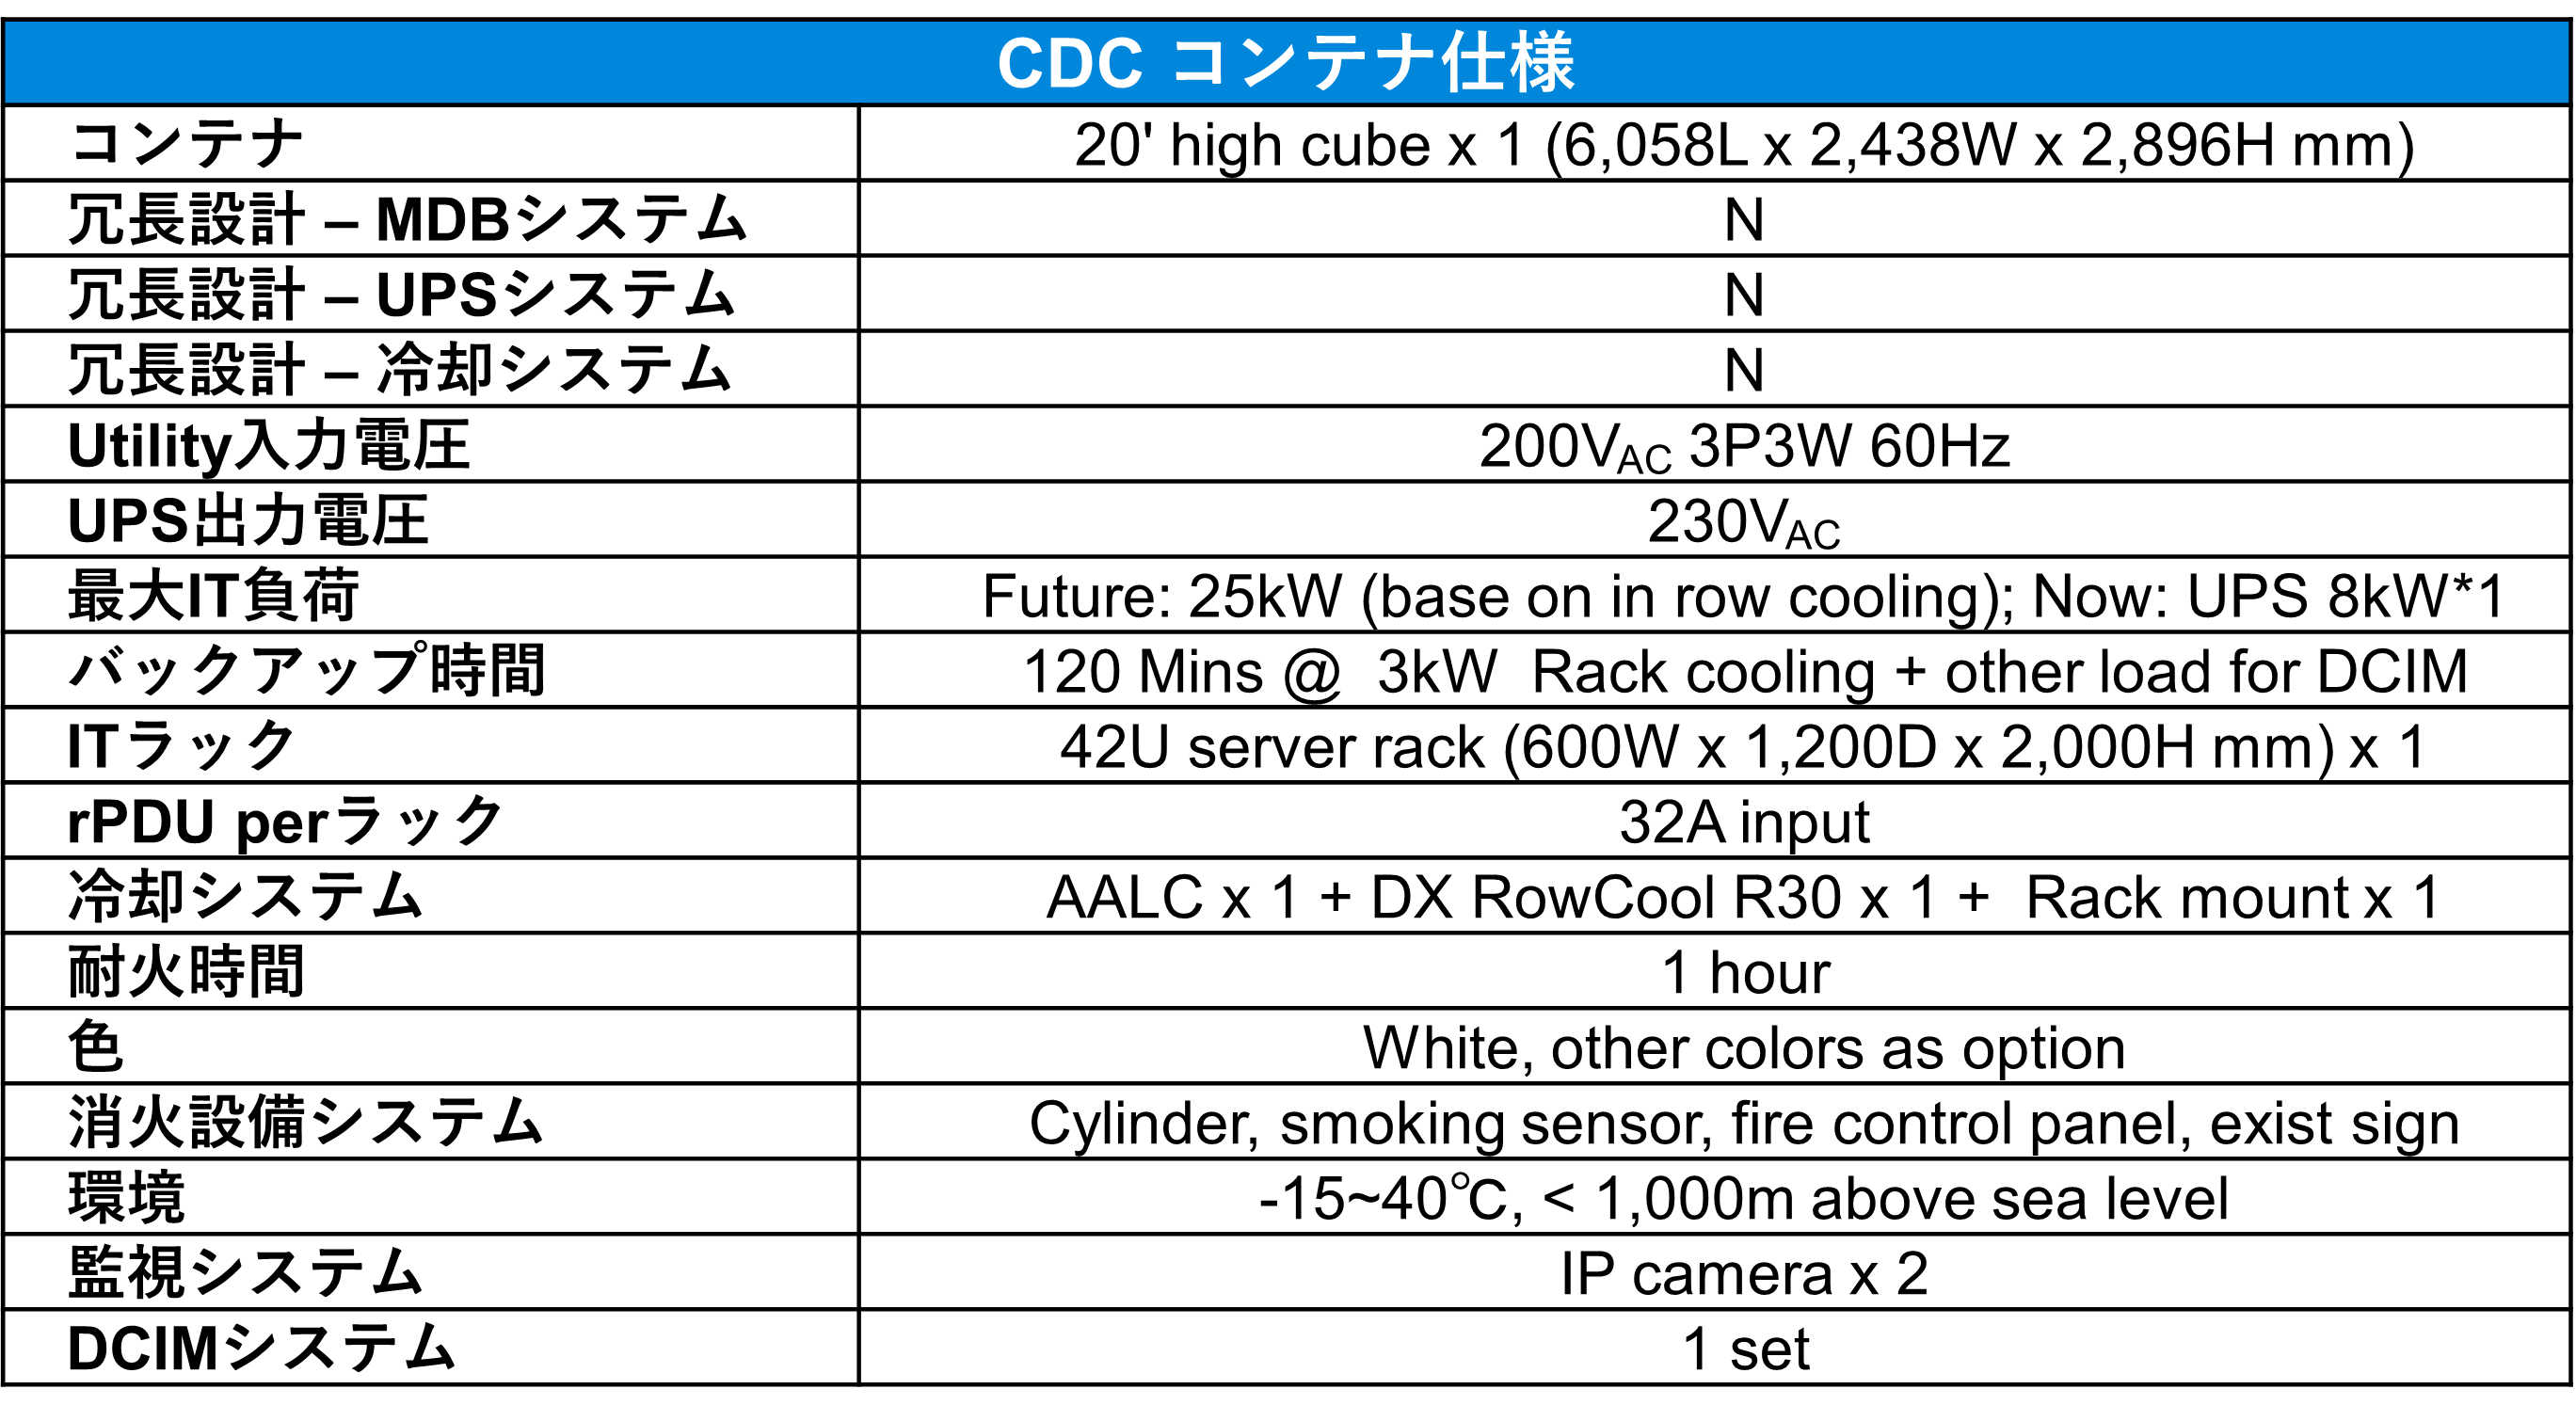 CDC コンテナ仕様
コンテナ 20' high cube x 1 (6,058L x 2,438W x 2,896H mm)
冗長設計 – MDBシステム N
冗長設計 – UPSシステム N
冗長設計 – 冷却システム N
Utility入力電圧 200VAC 3P3W 60Hz
UPS出力電圧 230VAC
最大IT負荷 Future: 25kW (base on in row cooling); Now: UPS 8kW*1
バックアップ時間 120 Mins @ 3kW Rack cooling + other load for DCIM
ITラック 42U server rack (600W x 1,200D x 2,000H mm) x 1
rPDU perラック 32A input
冷却システム AALC x 1 + DX RowCool R30 x 1 + Rack mount x 1
耐火時間 1 hour
色 White, other colors as option
消火設備システム Cylinder, smoking sensor, fire control panel, exist sign
環境 -15~40℃, < 1,000m above sea level
監視システム IP camera x 2
DCIMシステム 1 set